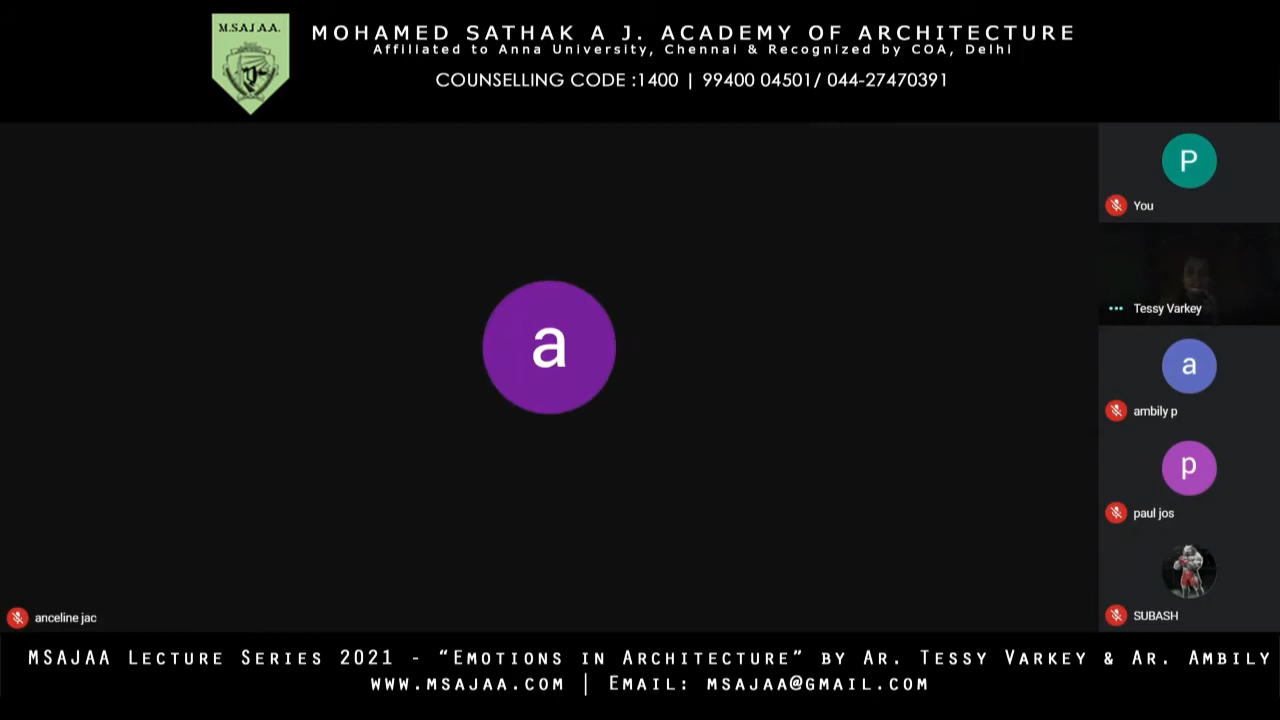 M.S.A.J.A.A.
MOHAMED SATHAK A J. ACADEMY OF ARCHITECTURE
Affiliated to Anna University, Chennai & Recognized by COA, Delhi
COUNSELLING CODE :1400 | 99400 04501/ 044-27470391
P
You
Tessy Varkey
a
a
ambily p
p
paul jos
SUBASH
anceline jac
MSAJAA LECTURE SERIES 2021 - “EMOTIONS IN ARCHITECTURE” BY AR. TESSY VARKEY & AR. AMBILY
WWW.MSAJAA.COM | EMAIL: MSAJAA@GMAIL.COM